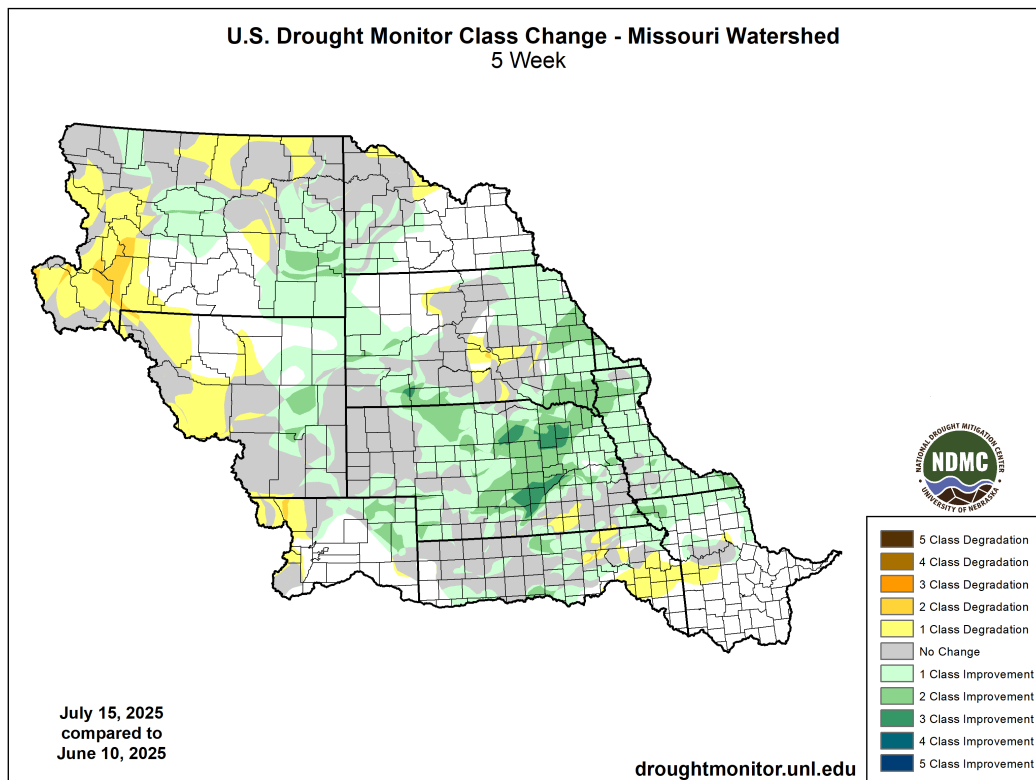 U.S. Drought Monitor Class Change - Missouri Watershed
5 Week
NATIONAL DROUGHT MITIGATION CENTER
NDMC
UNIVERSITY OF NEBRASKA
5 Class Degradation
4 Class Degradation
3 Class Degradation
2 Class Degradation
1 Class Degradation
No Change
1 Class Improvement
2 Class Improvement
3 Class Improvement
4 Class Improvement
5 Class Improvement
July 15, 2025
compared to
June 10, 2025
droughtmonitor.unl.edu